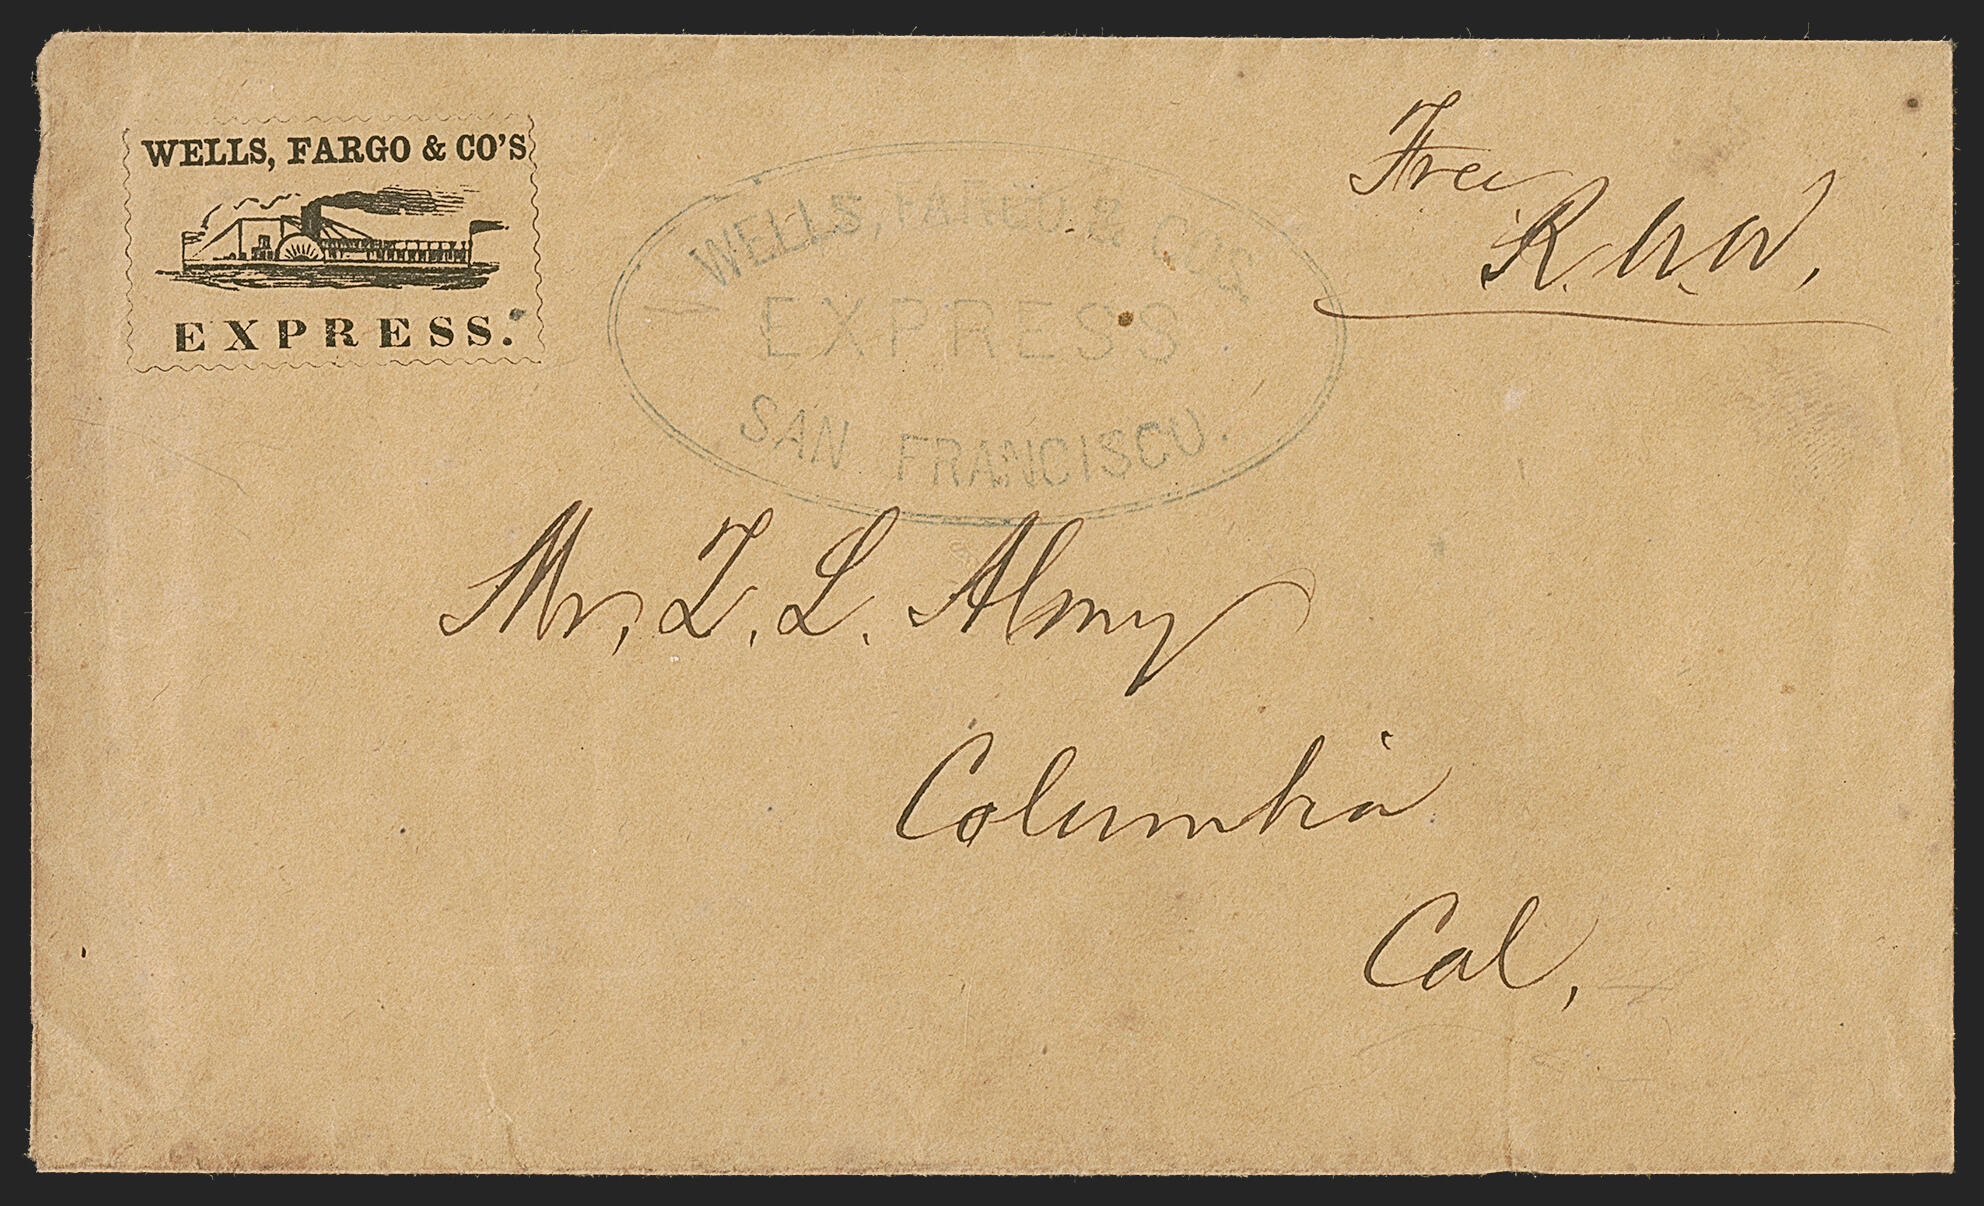 WELLS, FARGO & CO'S
EXPRESS.
WELLS, FARGO & CO'S
EXPRESS
SAN FRANCISCO.
Free
R. W.
Mr, T. L. Almy
Columbia
Cal,